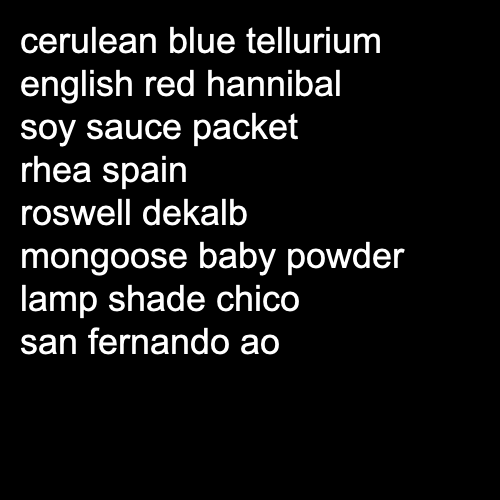 cerulean blue tellurium
english red hannibal
soy sauce packet
rhea spain
roswell dekalb
mongoose baby powder
lamp shade chico
san fernando ao